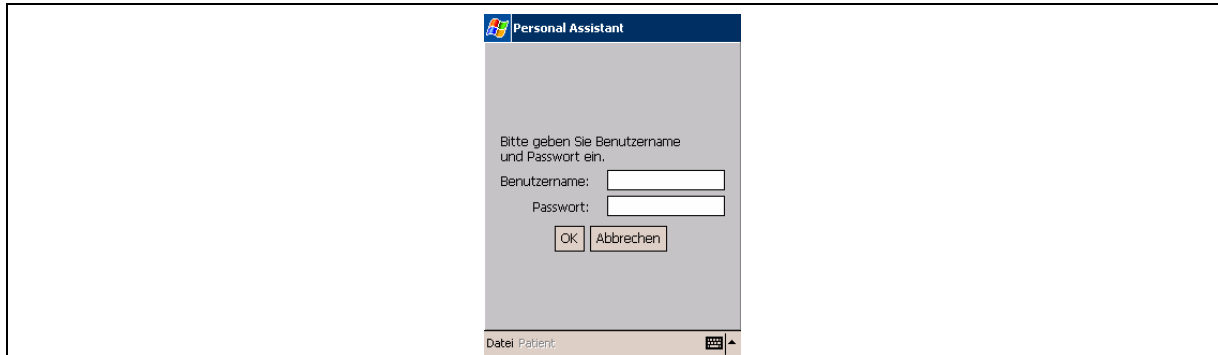 Personal Assistant
Bitte geben Sie Benutzername
und Passwort ein.
Benutzername:
Passwort:
OK Abbrechen
Datei Patient